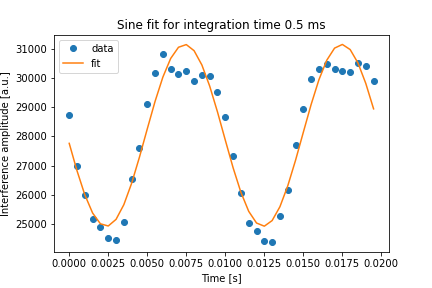 Sine fit for integration time 0.5 ms
data
fit
31000
30000
29000
28000
27000
26000
25000
Interference amplitude [a.u.]
0.0000 0.0025 0.0050 0.0075 0.0100 0.0125 0.0150 0.0175 0.0200
Time [s]